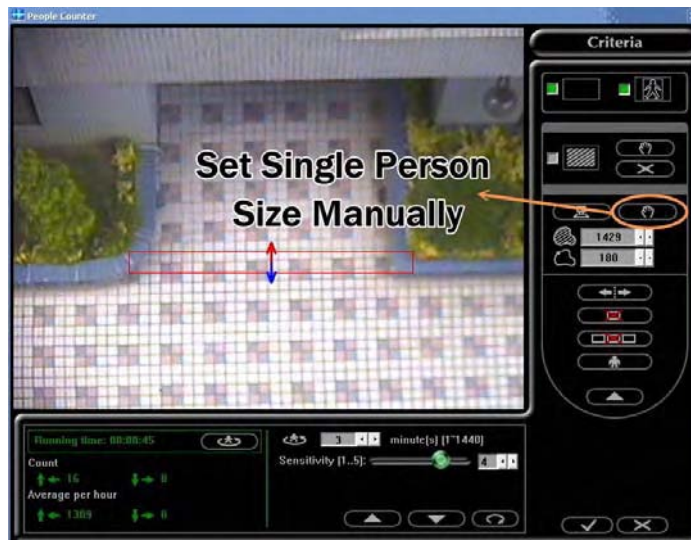 People Counter
Criteria
Set Single Person
Size Manually
1429
100
Running time: 00:00:45
3 minute(s) [1~1440]
Count
Sensitivity [1..5]: 4
16 0
Average per hour
1309 0